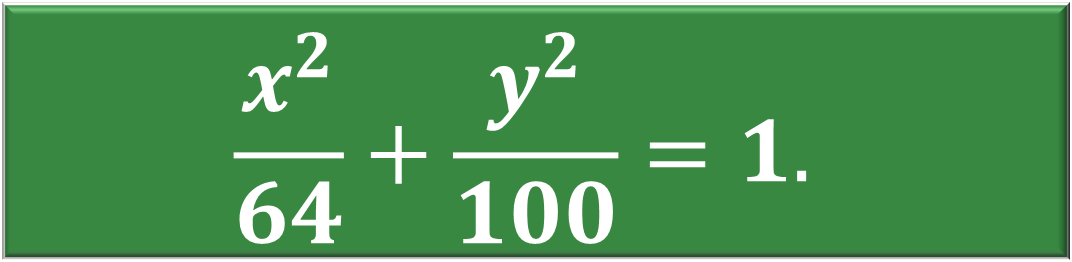 x²/64 + y²/100 = 1.